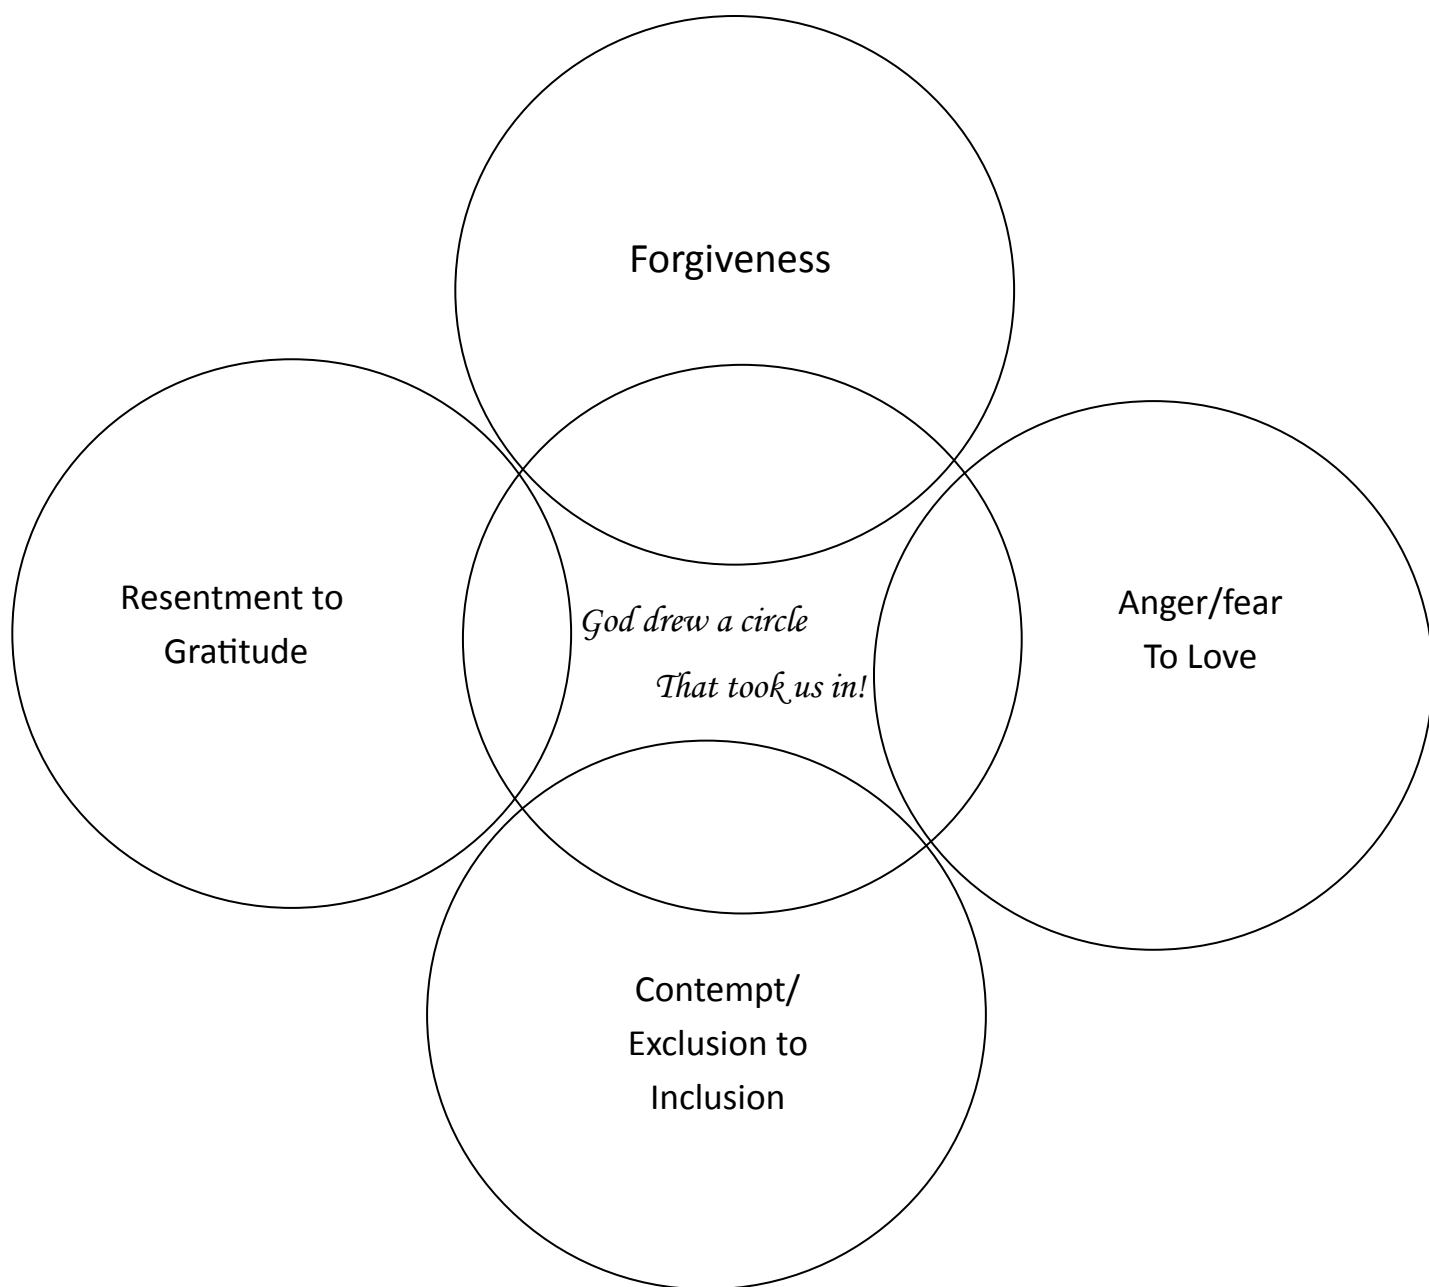 Forgiveness
Resentment to
Gratitude
God drew a circle
That took us in!
Anger/fear
To Love
Contempt/
Exclusion to
Inclusion